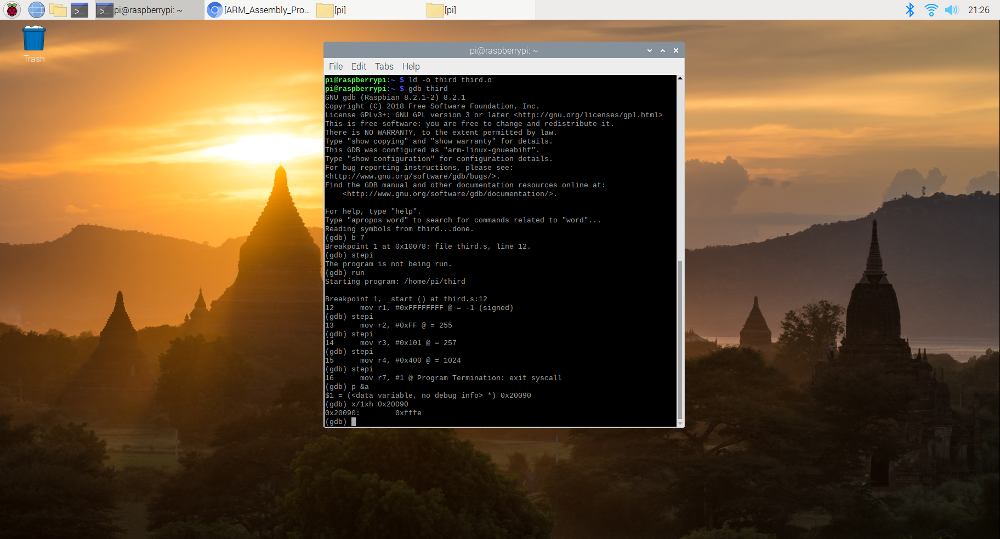 pi@raspberrypi: ~
[ARM_Assembly_Pro...
[pi]
[pi]
21:26
Trash
pi@raspberrypi: ~
File Edit Tabs Help
pi@raspberrypi:~ $ ld -o third third.o
pi@raspberrypi:~ $ gdb third
GNU gdb (Raspbian 8.2.1-2) 8.2.1
Copyright (C) 2018 Free Software Foundation, Inc.
License GPLv3+: GNU GPL version 3 or later <http://gnu.org/licenses/gpl.html>
This is free software: you are free to change and redistribute it.
There is NO WARRANTY, to the extent permitted by law.
Type "show copying" and "show warranty" for details.
This GDB was configured as "arm-linux-gnueabihf".
Type "show configuration" for configuration details.
For bug reporting instructions, please see:
<http://www.gnu.org/software/gdb/bugs/>.
Find the GDB manual and other documentation resources online at:
    <http://www.gnu.org/software/gdb/documentation/>.
For help, type "help".
Type "apropos word" to search for commands related to "word"...
Reading symbols from third...done.
(gdb) b 7
Breakpoint 1 at 0x10078: file third.s, line 12.
(gdb) stepi
The program is not being run.
(gdb) run
Starting program: /home/pi/third
Breakpoint 1, _start () at third.s:12
12      mov r1, #0xFFFFFFFF @ = -1 (signed)
(gdb) stepi
13      mov r2, #0xFF @ = 255
(gdb) stepi
14      mov r3, #0x101 @ = 257
(gdb) stepi
15      mov r4, #0x400 @ = 1024
(gdb) stepi
16      mov r7, #1 @ Program Termination: exit syscall
(gdb) p &a
$1 = (<data variable, no debug info> *) 0x20090
(gdb) x/1xh 0x20090
0x20090:        0xfffe
(gdb)